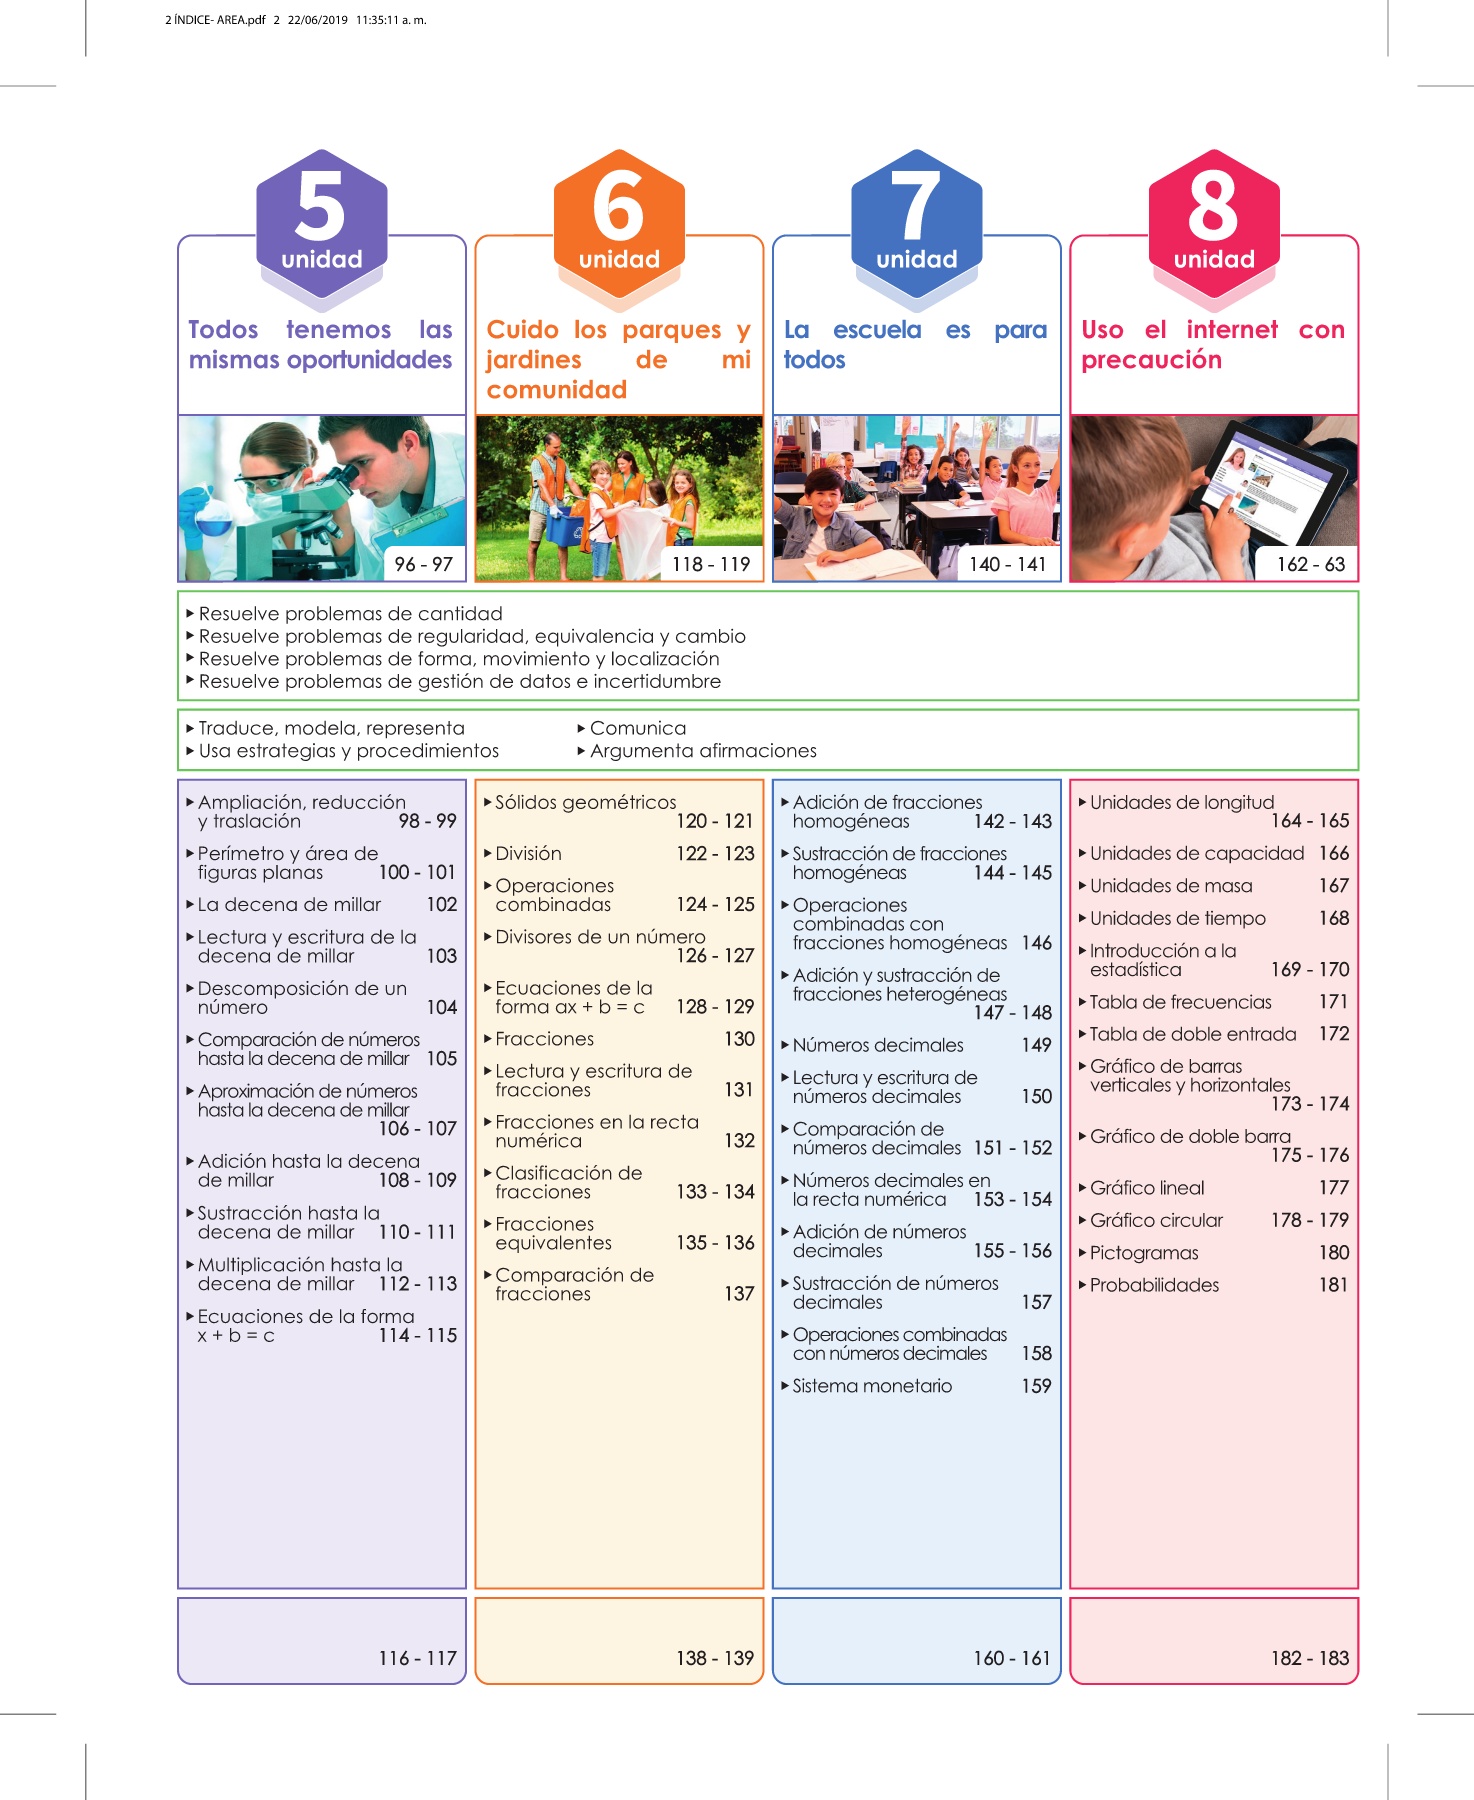 2 ÍNDICE- AREA.pdf 2 22/06/2019 11:35:11 a. m.
5
unidad
Todos tenemos las
mismas oportunidades
96 - 97
6
unidad
Cuido los parques y
jardines de mi
comunidad
118 - 119
7
unidad
La escuela es para
todos
140 - 141
8
unidad
Uso el internet con
precaución
162 - 63
▸ Resuelve problemas de cantidad
▸ Resuelve problemas de regularidad, equivalencia y cambio
▸ Resuelve problemas de forma, movimiento y localización
▸ Resuelve problemas de gestión de datos e incertidumbre
▸ Traduce, modela, representa
▸ Usa estrategias y procedimientos
▸ Comunica
▸ Argumenta afirmaciones
▸ Ampliación, reducción
y traslación 98 - 99
▸ Perímetro y área de
figuras planas 100 - 101
▸ La decena de millar 102
▸ Lectura y escritura de la
decena de millar 103
▸ Descomposición de un
número 104
▸ Comparación de números
hasta la decena de millar 105
▸ Aproximación de números
hasta la decena de millar
106 - 107
▸ Adición hasta la decena
de millar 108 - 109
▸ Sustracción hasta la
decena de millar 110 - 111
▸ Multiplicación hasta la
decena de millar 112 - 113
▸ Ecuaciones de la forma
x + b = c 114 - 115
116 - 117
▸ Sólidos geométricos
120 - 121
▸ División 122 - 123
▸ Operaciones
combinadas 124 - 125
▸ Divisores de un número
126 - 127
▸ Ecuaciones de la
forma ax + b = c 128 - 129
▸ Fracciones 130
▸ Lectura y escritura de
fracciones 131
▸ Fracciones en la recta
numérica 132
▸ Clasificación de
fracciones 133 - 134
▸ Fracciones
equivalentes 135 - 136
▸ Comparación de
fracciones 137
138 - 139
▸ Adición de fracciones
homogéneas 142 - 143
▸ Sustracción de fracciones
homogéneas 144 - 145
▸ Operaciones
combinadas con
fracciones homogéneas 146
▸ Adición y sustracción de
fracciones heterogéneas
147 - 148
▸ Números decimales 149
▸ Lectura y escritura de
números decimales 150
▸ Comparación de
números decimales 151 - 152
▸ Números decimales en
la recta numérica 153 - 154
▸ Adición de números
decimales 155 - 156
▸ Sustracción de números
decimales 157
▸ Operaciones combinadas
con números decimales 158
▸ Sistema monetario 159
160 - 161
▸ Unidades de longitud
164 - 165
▸ Unidades de capacidad 166
▸ Unidades de masa 167
▸ Unidades de tiempo 168
▸ Introducción a la
estadística 169 - 170
▸ Tabla de frecuencias 171
▸ Tabla de doble entrada 172
▸ Gráfico de barras
verticales y horizontales
173 - 174
▸ Gráfico de doble barra
175 - 176
▸ Gráfico lineal 177
▸ Gráfico circular 178 - 179
▸ Pictogramas 180
▸ Probabilidades 181
182 - 183